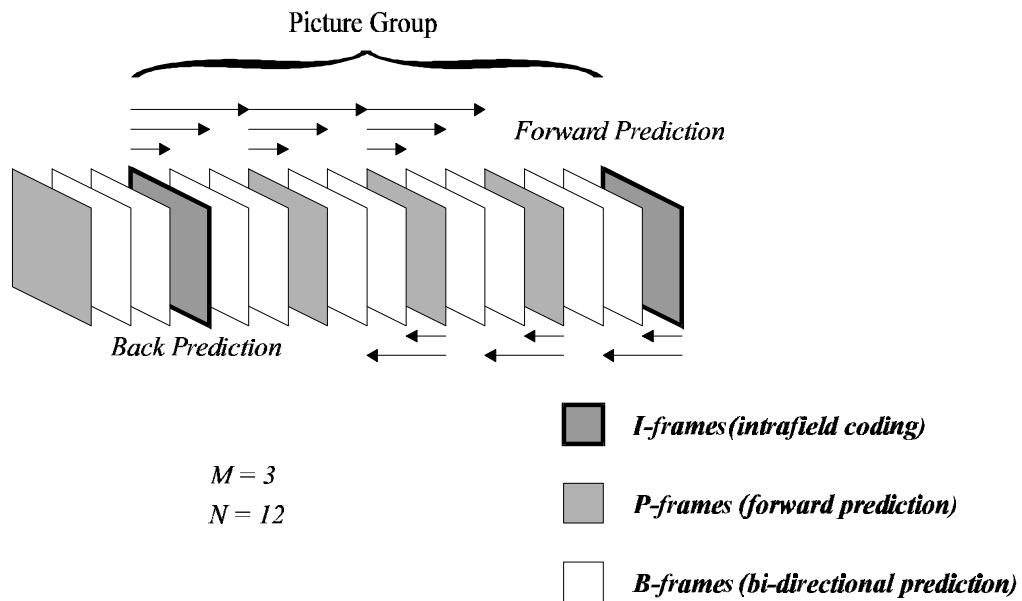 Picture Group
Forward Prediction
Back Prediction
I-frames(intrafield coding)
M = 3
N = 12
P-frames (forward prediction)
B-frames (bi-directional prediction)